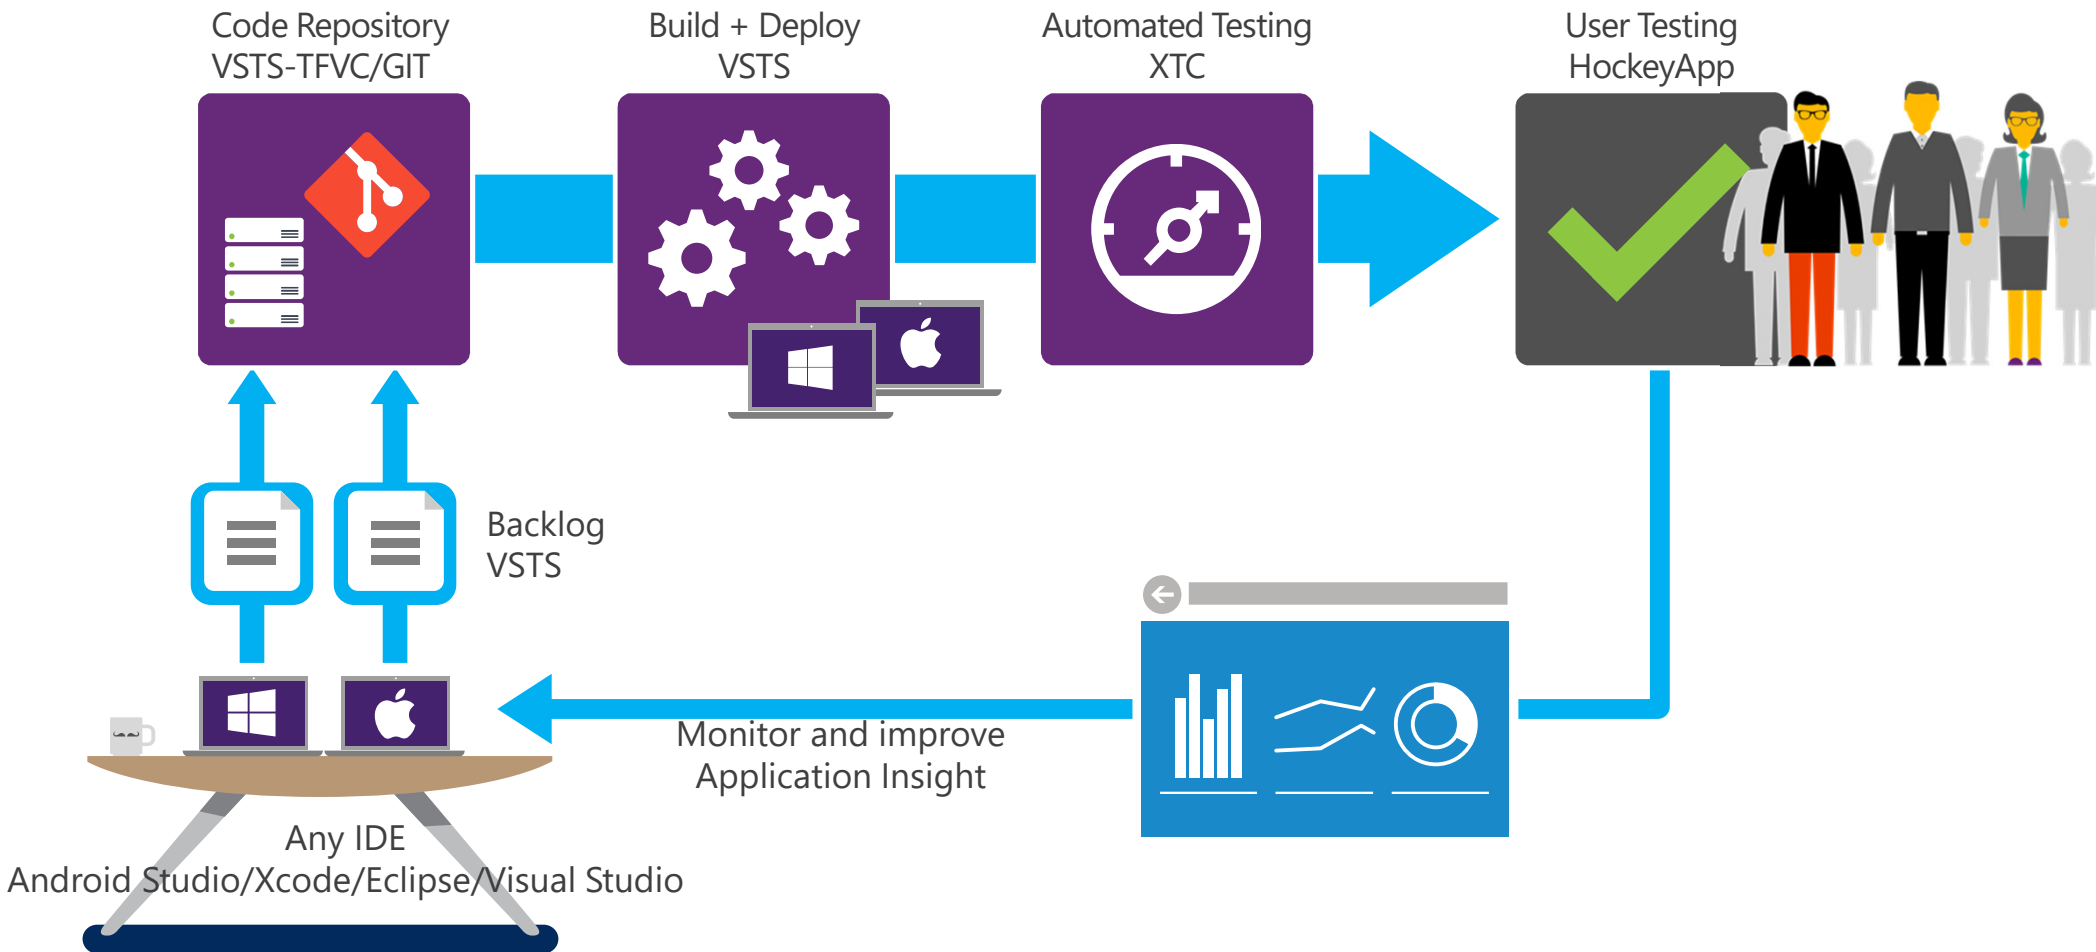 Code Repository
VSTS-TFVC/GIT
Build + Deploy
VSTS
Automated Testing
XTC
User Testing
HockeyApp
Backlog
VSTS
Monitor and improve
Application Insight
Any IDE
Android Studio/Xcode/Eclipse/Visual Studio